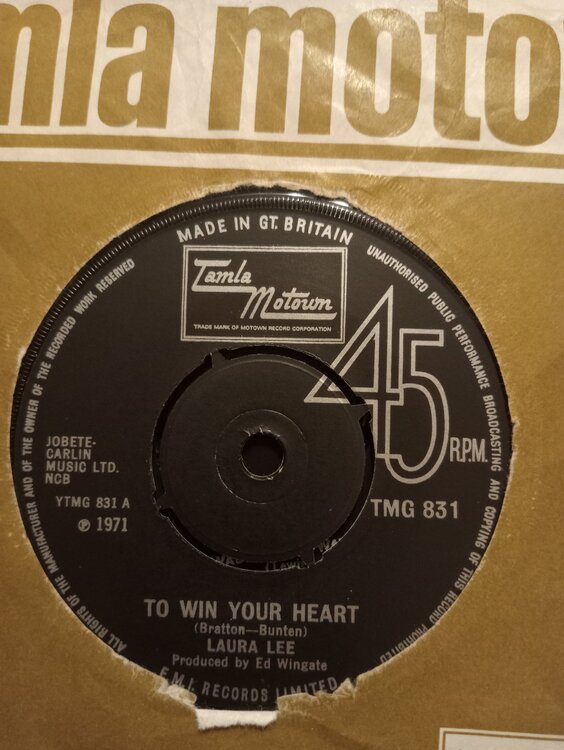 mla moto
MADE IN GT. BRITAIN
Tamla
Motown
TRADE MARK OF MOTOWN RECORD CORPORATION
UNAUTHORISED PUBLIC PERFORMANCE BROADCASTING AND COPYING OF THIS RECORD PROHIBITED
ALL RIGHTS OF THE MANUFACTURER AND OF THE OWNER OF THE RECORDED WORK RESERVED
45
R.P.M.
JOBETE-
CARLIN
MUSIC LTD.
NCB
YTMG 831 A
℗ 1971
TMG 831
TO WIN YOUR HEART
(Bratton—Bunten)
LAURA LEE
Produced by Ed Wingate
E.M.I. RECORDS LIMITED